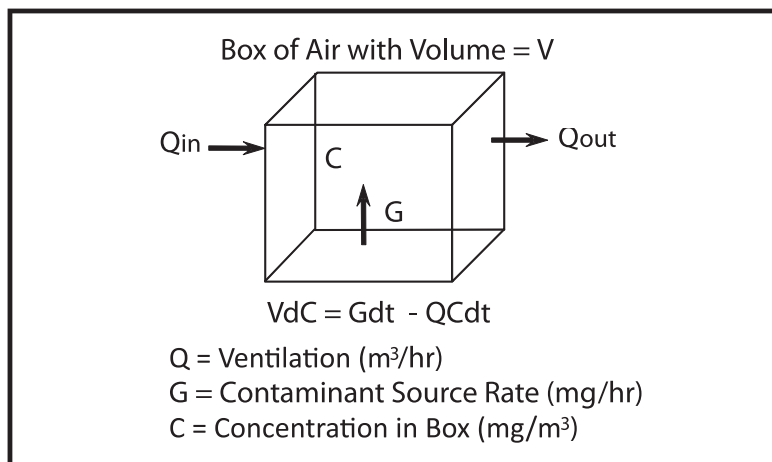 Box of Air with Volume = V
Qin
Qout
C
G
VdC = Gdt - QCdt
Q = Ventilation (m³/hr)
G = Contaminant Source Rate (mg/hr)
C = Concentration in Box (mg/m³)